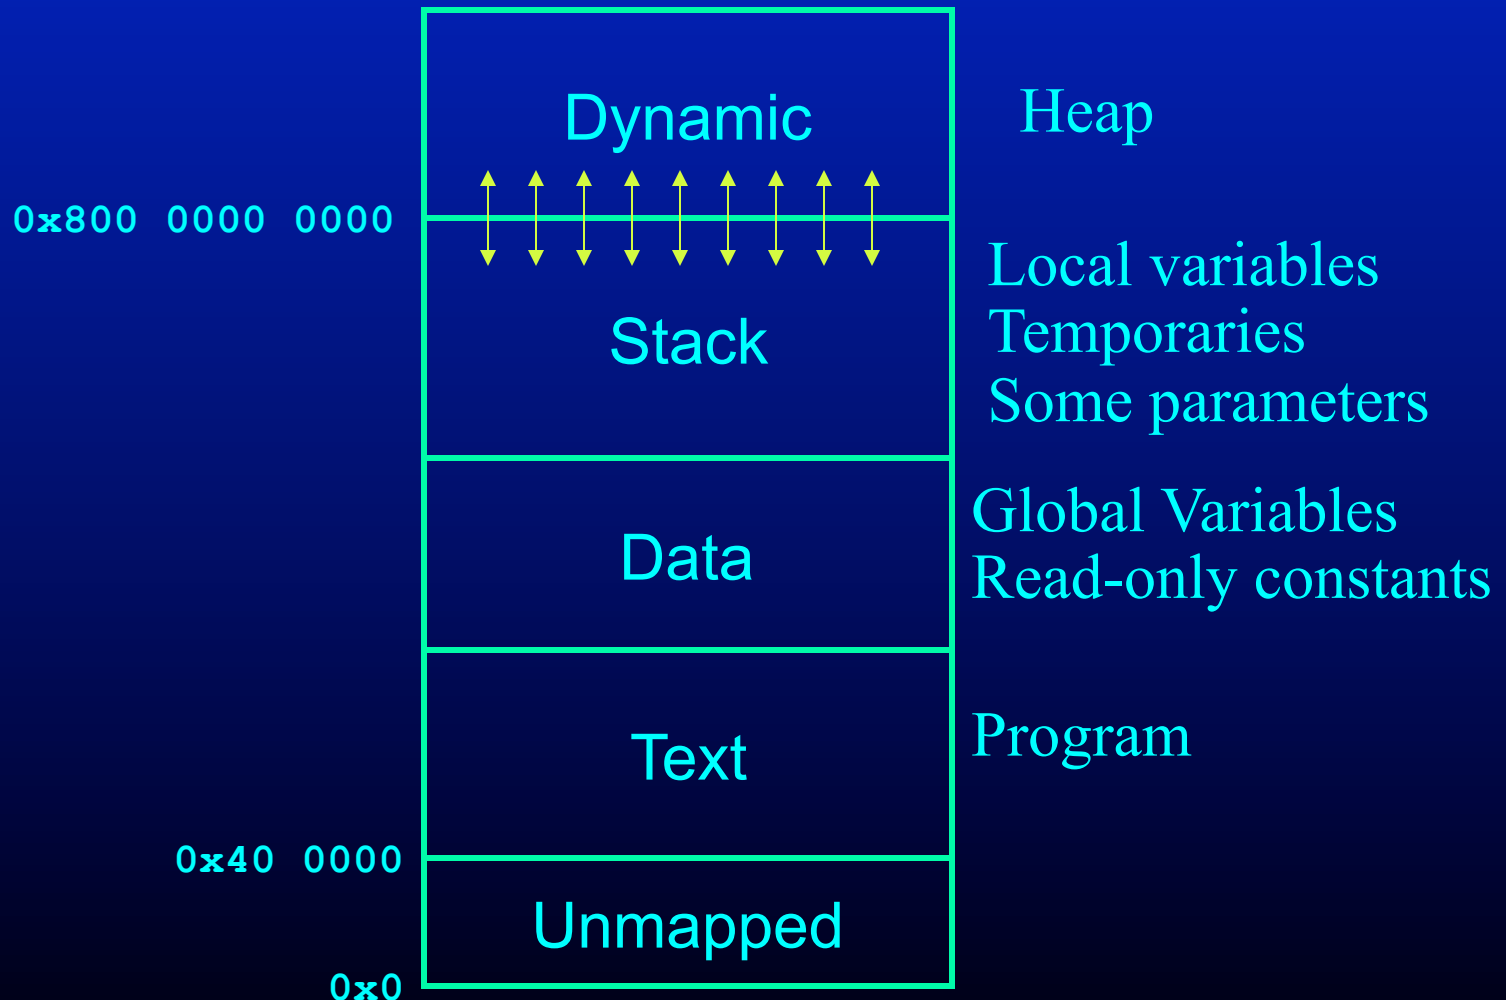 Dynamic
Heap
0x800 0000 0000
Stack
Local variables
Temporaries
Some parameters
Data
Global Variables
Read-only constants
Text
Program
0x40 0000
Unmapped
0x0